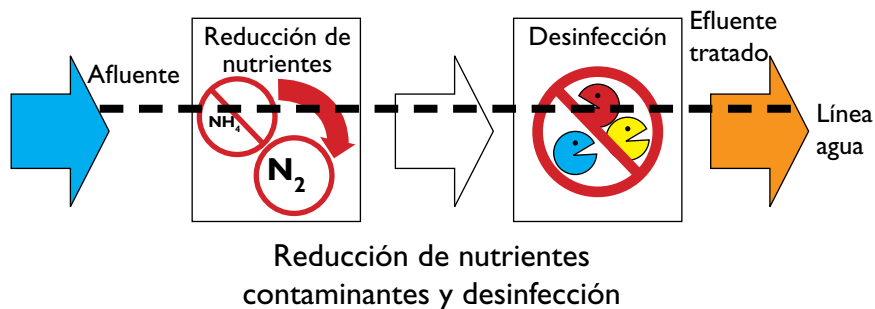 Afluente
Reducción de
nutrientes
NH4
N2
Desinfección
Efluente
tratado
Línea
agua
Reducción de nutrientes
contaminantes y desinfección